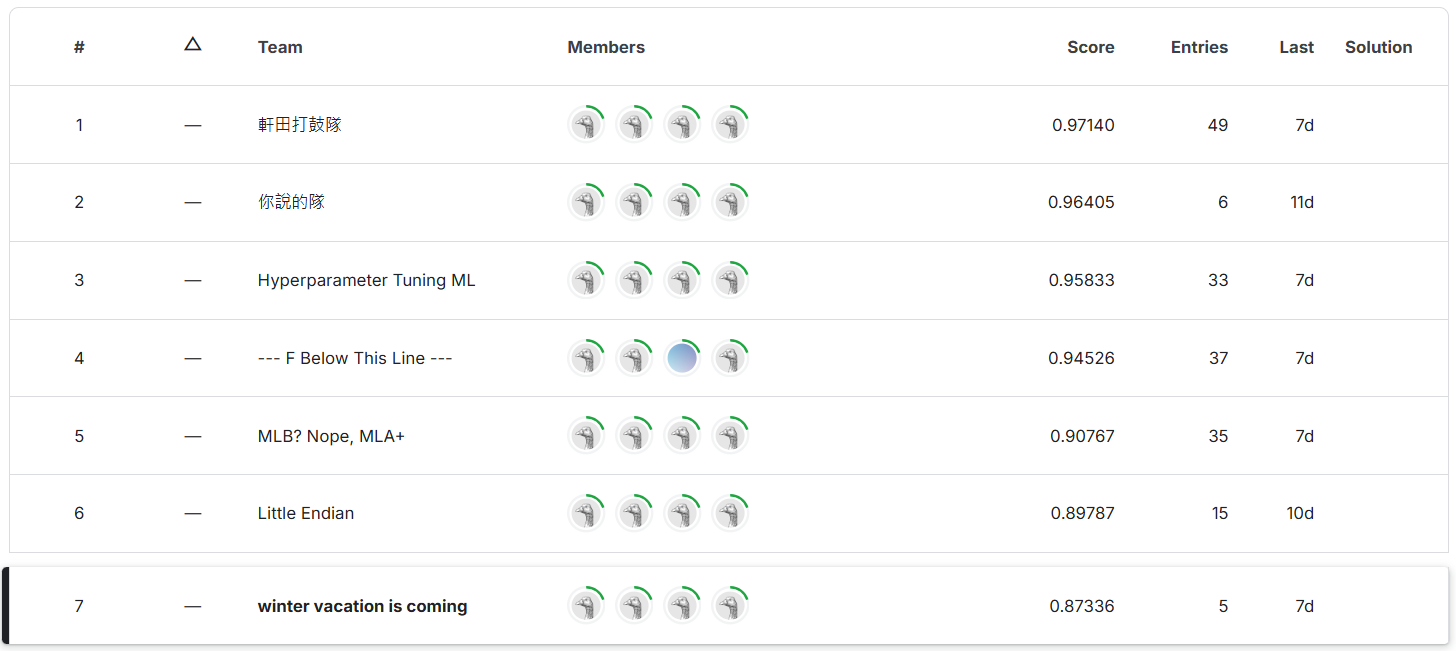 # △ Team Members Score Entries Last Solution
1 — 軒田打鼓隊 0.97140 49 7d
2 — 你說的隊 0.96405 6 11d
3 — Hyperparameter Tuning ML 0.95833 33 7d
4 — --- F Below This Line --- 0.94526 37 7d
5 — MLB? Nope, MLA+ 0.90767 35 7d
6 — Little Endian 0.89787 15 10d
7 — winter vacation is coming 0.87336 5 7d